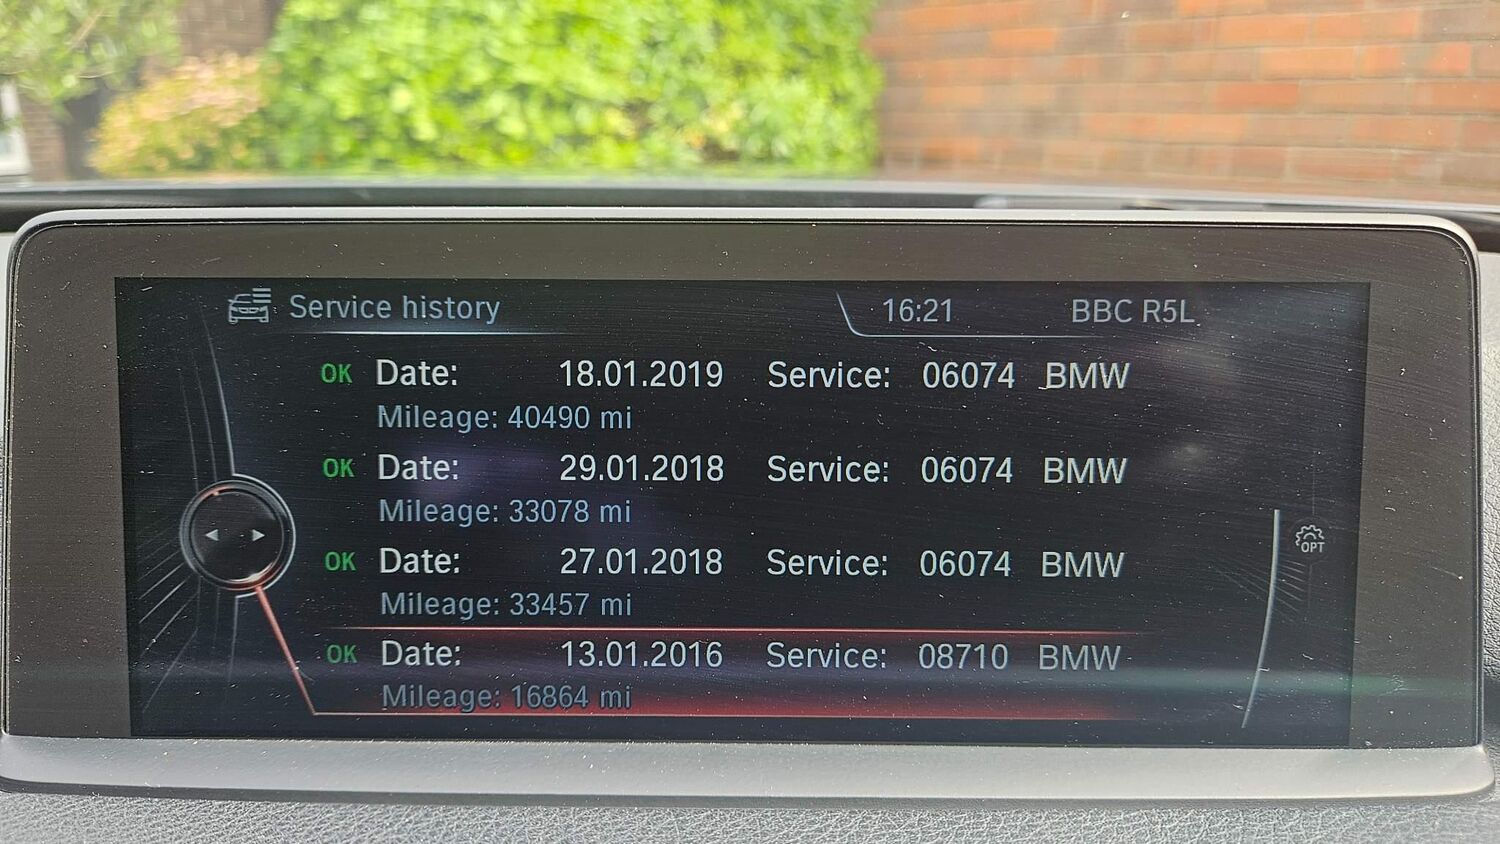 Service history 16:21 BBC R5L
OK Date: 18.01.2019 Service: 06074 BMW
Mileage: 40490 mi
OK Date: 29.01.2018 Service: 06074 BMW
Mileage: 33078 mi
OK Date: 27.01.2018 Service: 06074 BMW
Mileage: 33457 mi
OPT
OK Date: 13.01.2016 Service: 08710 BMW
Mileage: 16864 mi